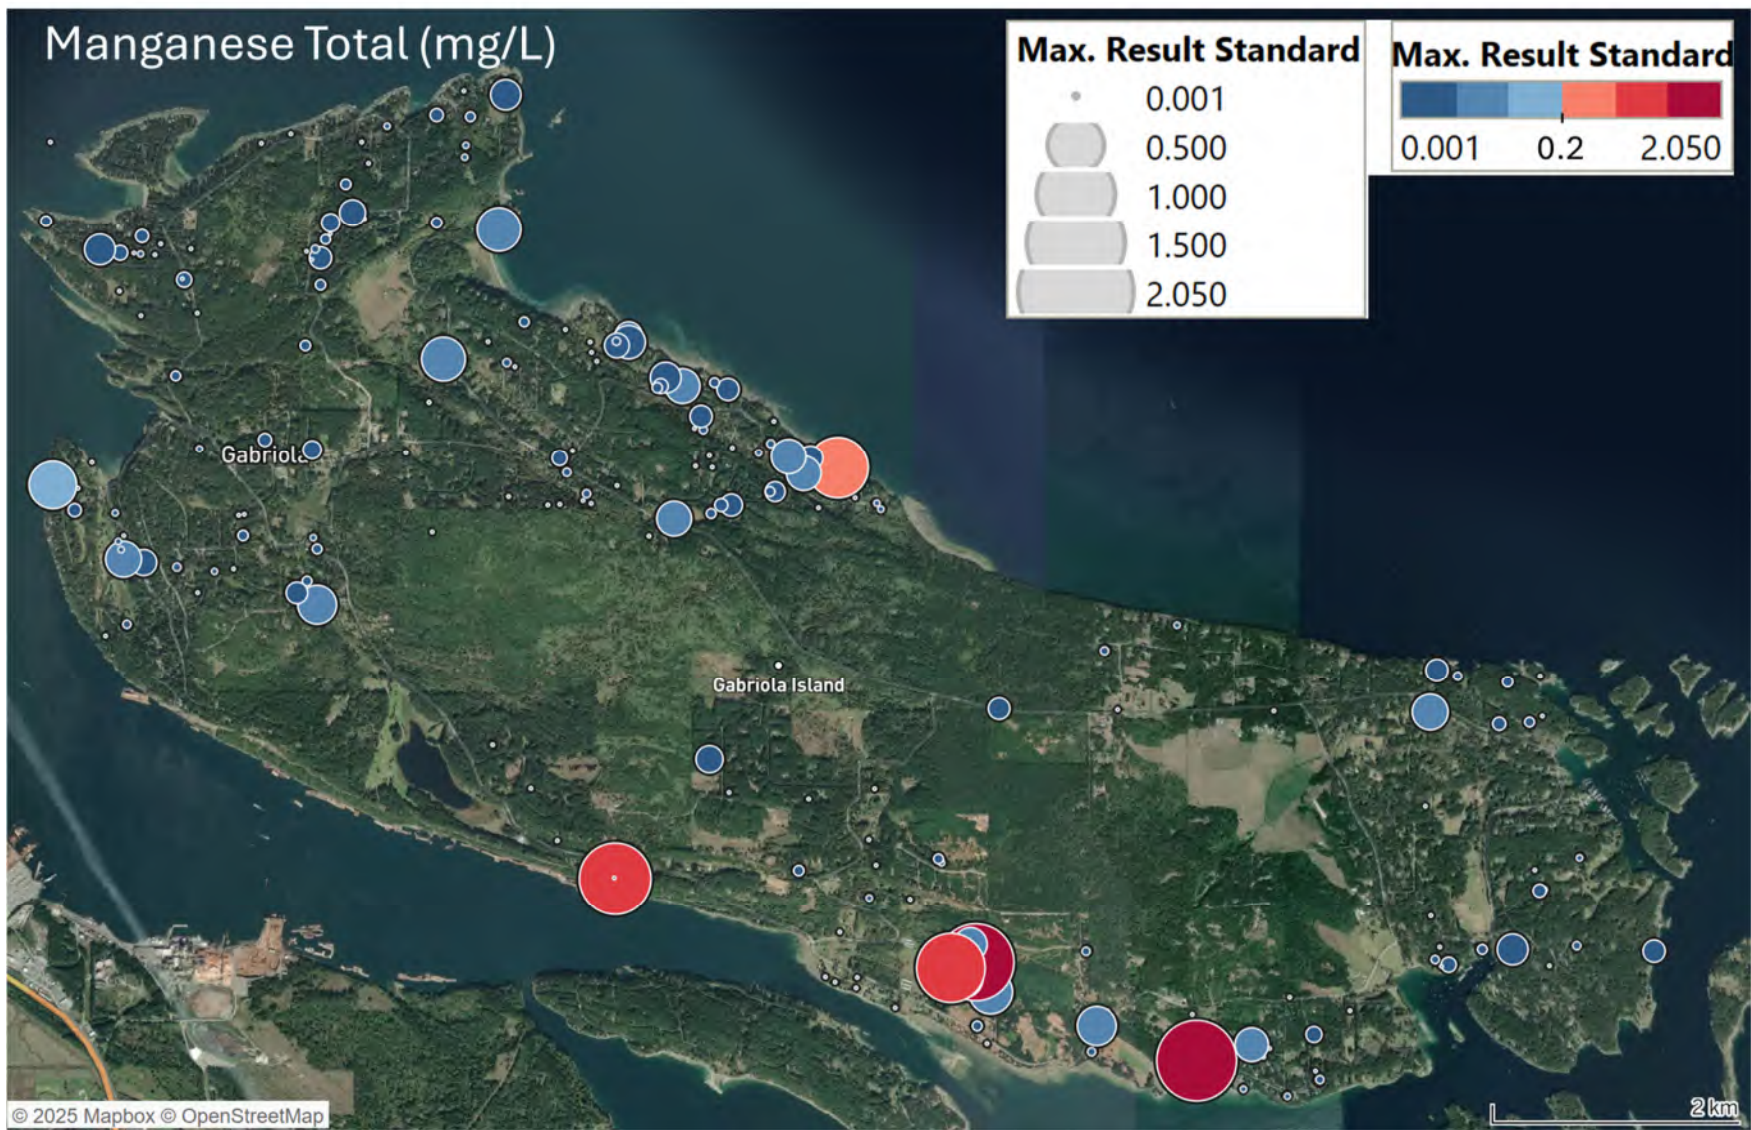 Manganese Total (mg/L)
Max. Result Standard
0.001
0.500
1.000
1.500
2.050
Max. Result Standard
0.001 0.2 2.050
Gabriola
Gabriola Island
© 2025 Mapbox © OpenStreetMap
2 km